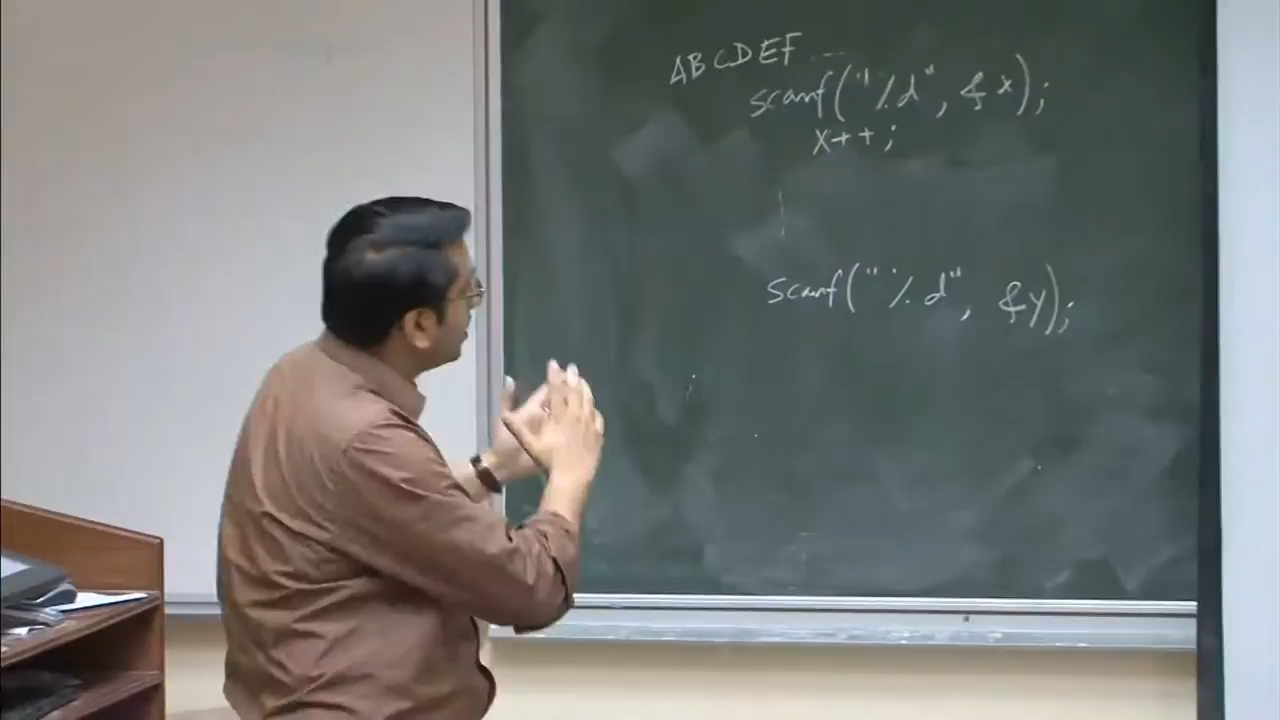 ABCDEF ...
scanf("%d", &x);
x++;
scanf("%d", &y);